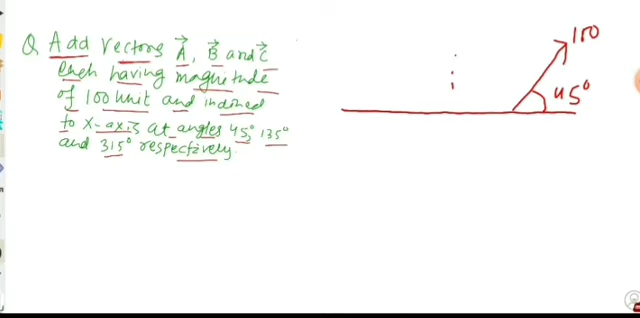 Q Add vectors A, B and C
each having magnitude
of 100 unit and inclined
to X-axis at angles 45°, 135°
and 315° respectively.
100
45°